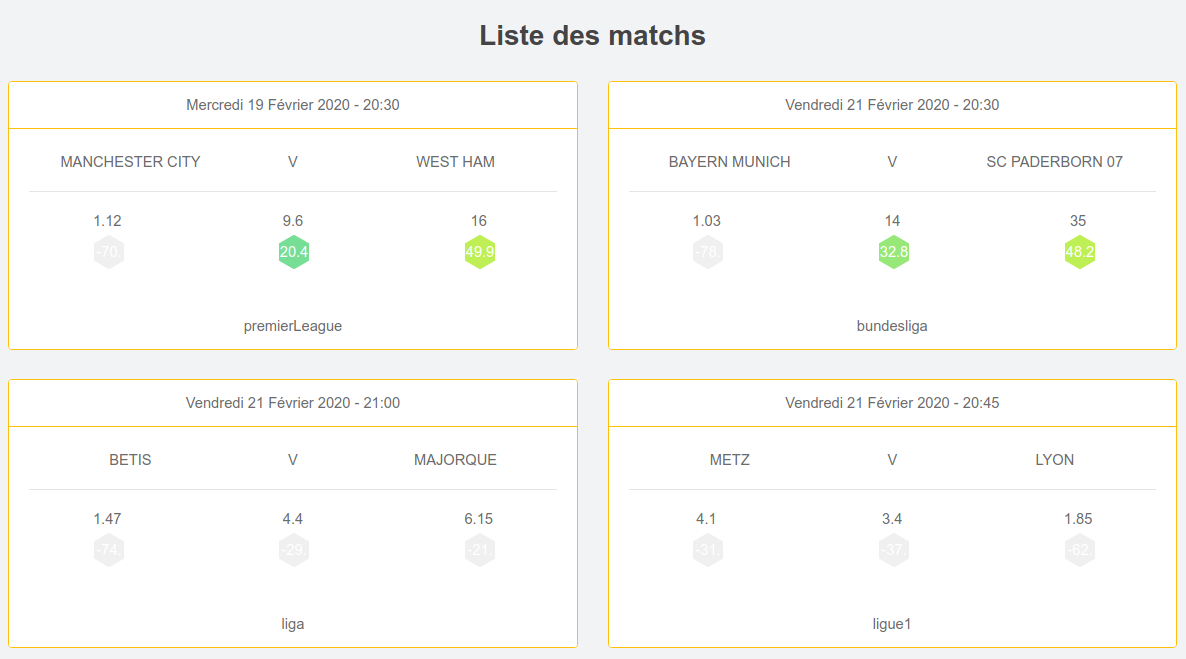 Liste des matchs
Mercredi 19 Février 2020 - 20:30
MANCHESTER CITY V WEST HAM
1.12 9.6 16
-70. 20.4 49.9
premierLeague
Vendredi 21 Février 2020 - 20:30
BAYERN MUNICH V SC PADERBORN 07
1.03 14 35
-78. 32.8 48.2
bundesliga
Vendredi 21 Février 2020 - 21:00
BETIS V MAJORQUE
1.47 4.4 6.15
-74. -29. -21.
liga
Vendredi 21 Février 2020 - 20:45
METZ V LYON
4.1 3.4 1.85
-31. -37. -62.
ligue1